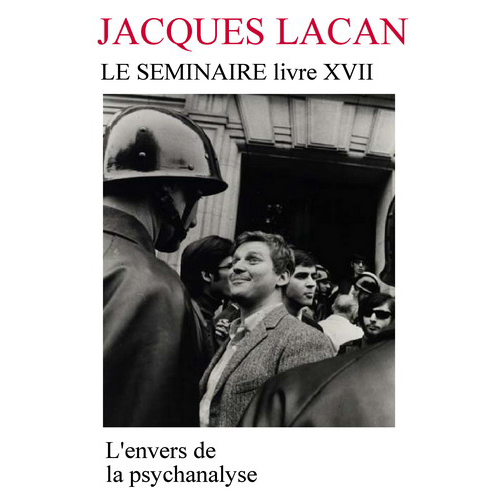 JACQUES LACAN
LE SEMINAIRE livre XVII
L'envers de
la psychanalyse